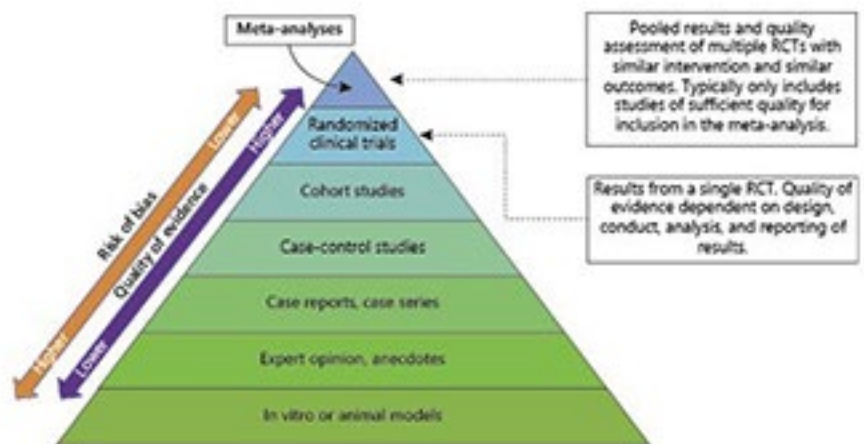 Meta-analyses
Pooled results and quality
assessment of multiple RCTs with
similar intervention and similar
outcomes. Typically only includes
studies of sufficient quality for
inclusion in the meta-analysis.
Lower
Higher
Risk of bias
Quality of evidence
Higher
Lower
Randomized
clinical trials
Cohort studies
Case-control studies
Case reports, case series
Expert opinion, anecdotes
In vitro or animal models
Results from a single RCT. Quality of
evidence dependent on design,
conduct, analysis, and reporting of
results.